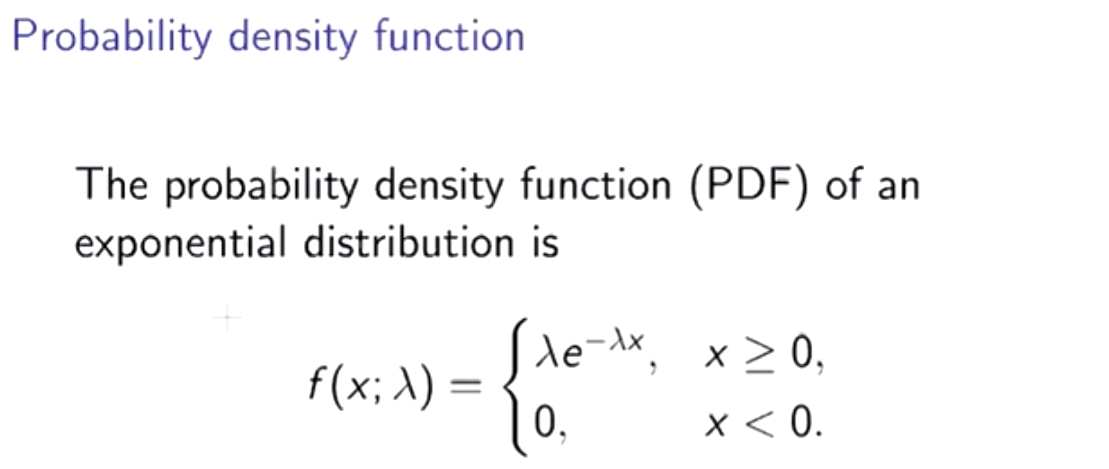 Probability density function
The probability density function (PDF) of an
exponential distribution is
f(x; λ) = { λe^{−λx}, x ≥ 0,
0, x < 0.